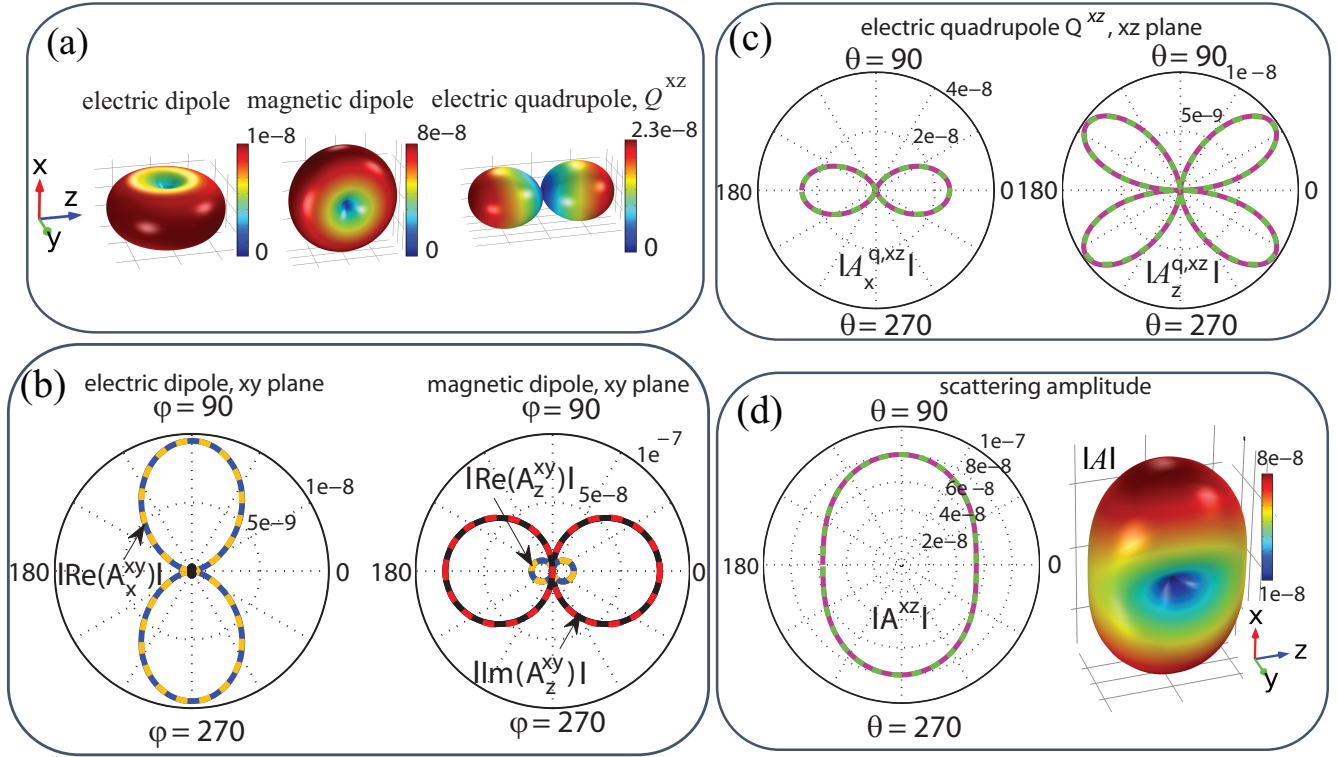 (a)
electric dipole
magnetic dipole
electric quadrupole, Q^xz
1e-8
8e-8
2.3e-8
x
z
y
0
0
0
(c)
electric quadrupole Q^xz, xz plane
θ = 90
θ = 90
4e-8
1e-8
2e-8
5e-9
180
0
180
0
|A_x^q,xz|
|A_z^q,xz|
θ = 270
θ = 270
(b)
electric dipole, xy plane
magnetic dipole, xy plane
φ = 90
φ = 90
1e-8
1e-7
5e-9
5e-8
|Re(A_z^xy)|
180
0
180
0
|Re(A_x^xy)|
|Im(A_z^xy)|
φ = 270
φ = 270
(d)
scattering amplitude
θ = 90
1e-7
8e-8
6e-8
4e-8
2e-8
180
0
|A^xz|
θ = 270
|A|
8e-8
1e-8
x
z
y